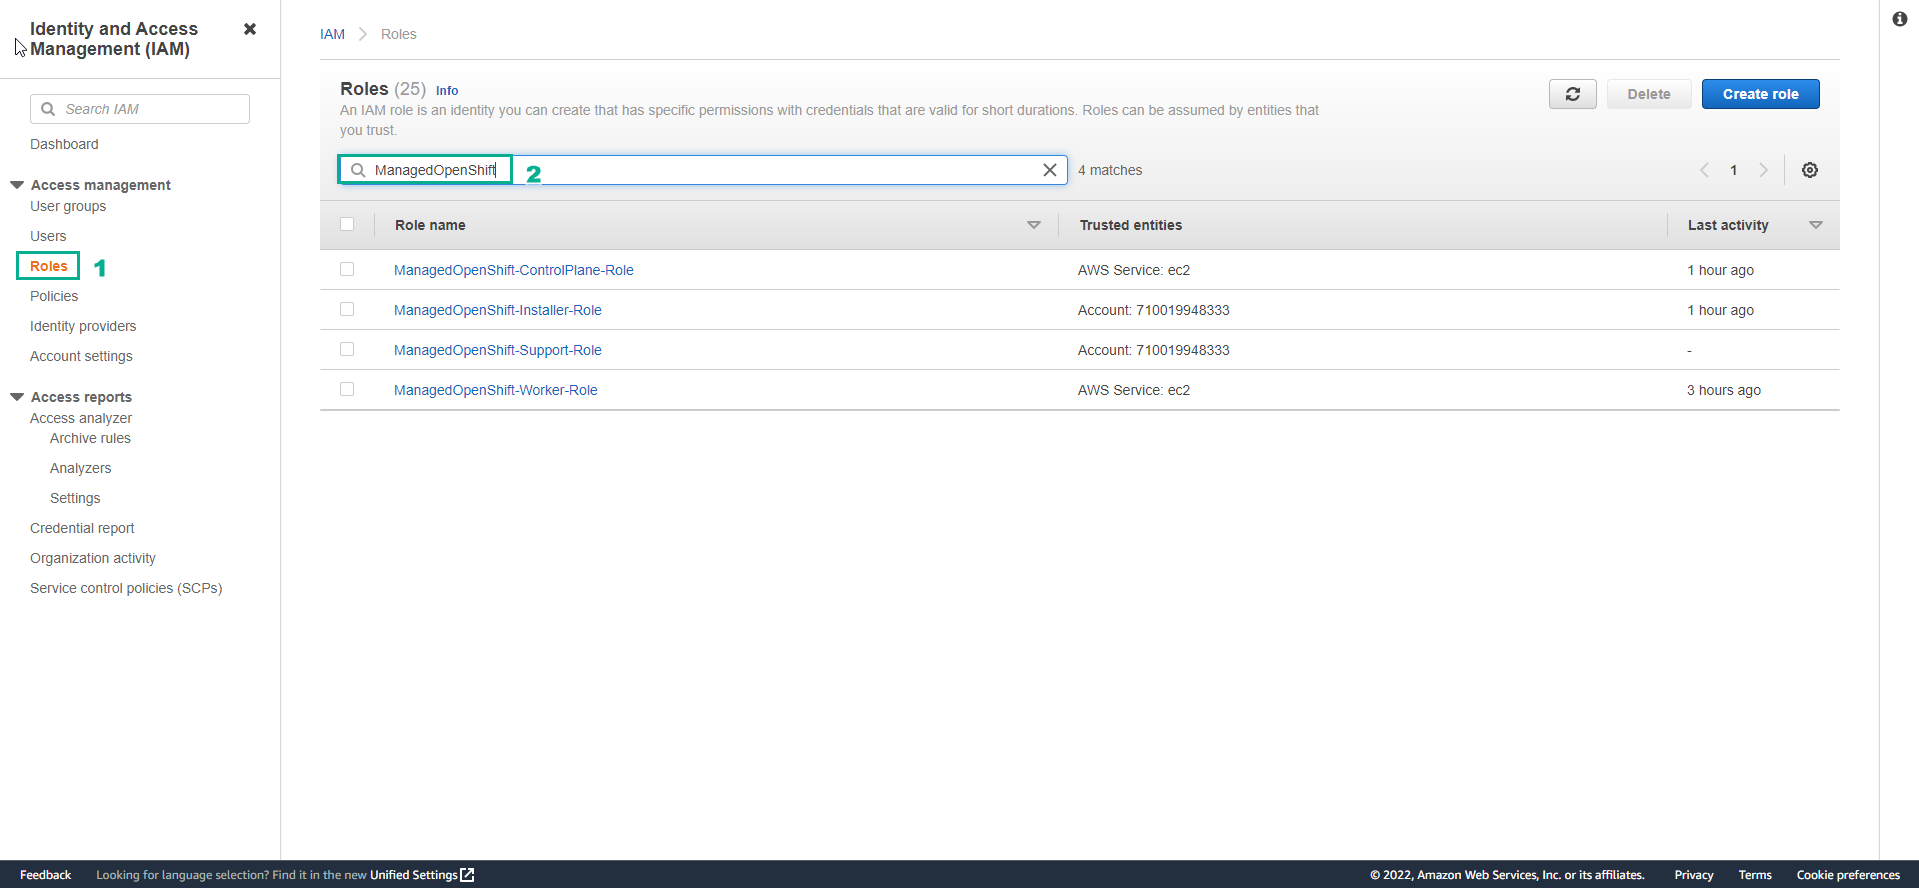 Identity and Access
Management (IAM)
Search IAM
Dashboard
Access management
User groups
Users
Roles
1
Policies
Identity providers
Account settings
Access reports
Access analyzer
Archive rules
Analyzers
Settings
Credential report
Organization activity
Service control policies (SCPs)
IAM Roles
Roles (25) Info
An IAM role is an identity you can create that has specific permissions with credentials that are valid for short durations. Roles can be assumed by entities that
you trust.
Delete
Create role
ManagedOpenShift
2
4 matches
1
Role name Trusted entities Last activity
ManagedOpenShift-ControlPlane-Role AWS Service: ec2 1 hour ago
ManagedOpenShift-Installer-Role Account: 710019948333 1 hour ago
ManagedOpenShift-Support-Role Account: 710019948333 -
ManagedOpenShift-Worker-Role AWS Service: ec2 3 hours ago
Feedback Looking for language selection? Find it in the new Unified Settings © 2022, Amazon Web Services, Inc. or its affiliates. Privacy Terms Cookie preferences